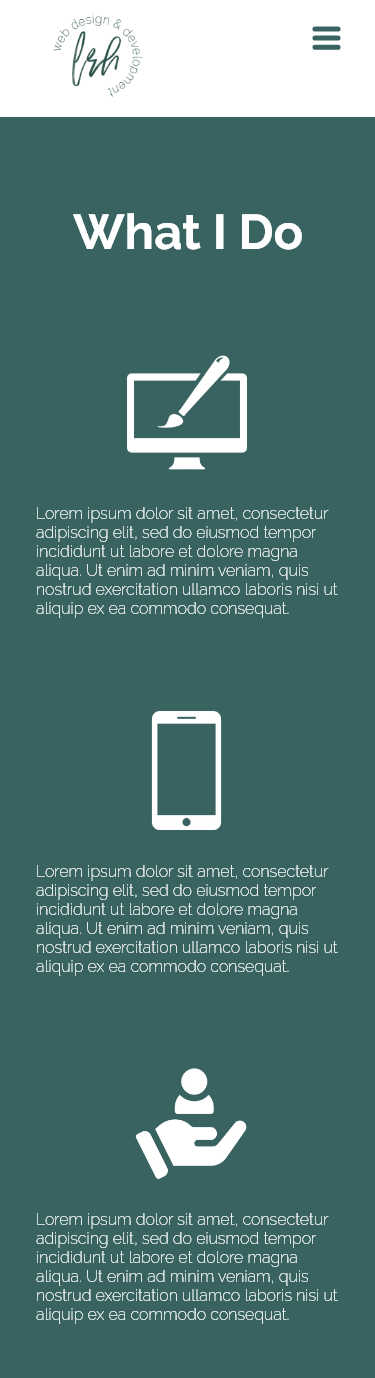 web design & development
lrh
What I Do
Lorem ipsum dolor sit amet, consectetur
adipiscing elit, sed do eiusmod tempor
incididunt ut labore et dolore magna
aliqua. Ut enim ad minim veniam, quis
nostrud exercitation ullamco laboris nisi ut
aliquip ex ea commodo consequat.
Lorem ipsum dolor sit amet, consectetur
adipiscing elit, sed do eiusmod tempor
incididunt ut labore et dolore magna
aliqua. Ut enim ad minim veniam, quis
nostrud exercitation ullamco laboris nisi ut
aliquip ex ea commodo consequat.
Lorem ipsum dolor sit amet, consectetur
adipiscing elit, sed do eiusmod tempor
incididunt ut labore et dolore magna
aliqua. Ut enim ad minim veniam, quis
nostrud exercitation ullamco laboris nisi ut
aliquip ex ea commodo consequat.